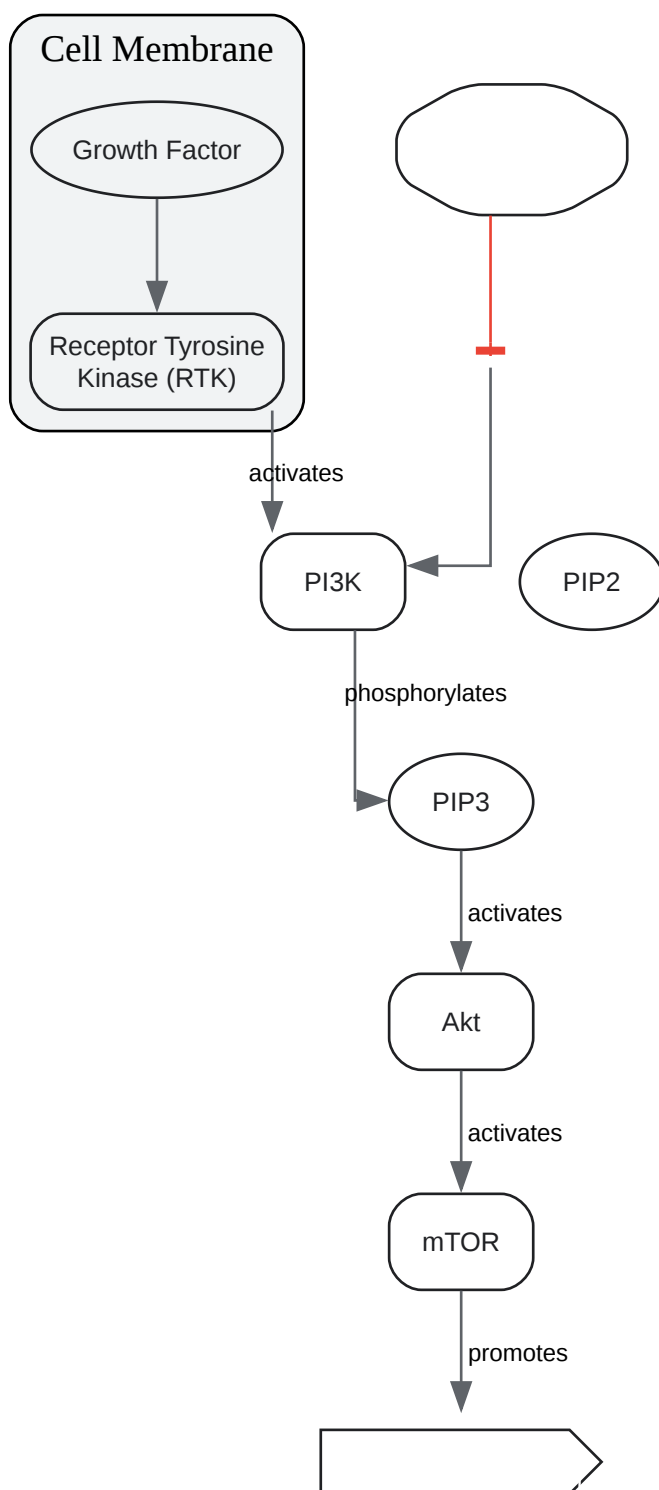 Cell Membrane
Growth Factor
Receptor Tyrosine
Kinase (RTK)
activates
PI3K
PIP2
phosphorylates
PIP3
activates
Akt
activates
mTOR
promotes